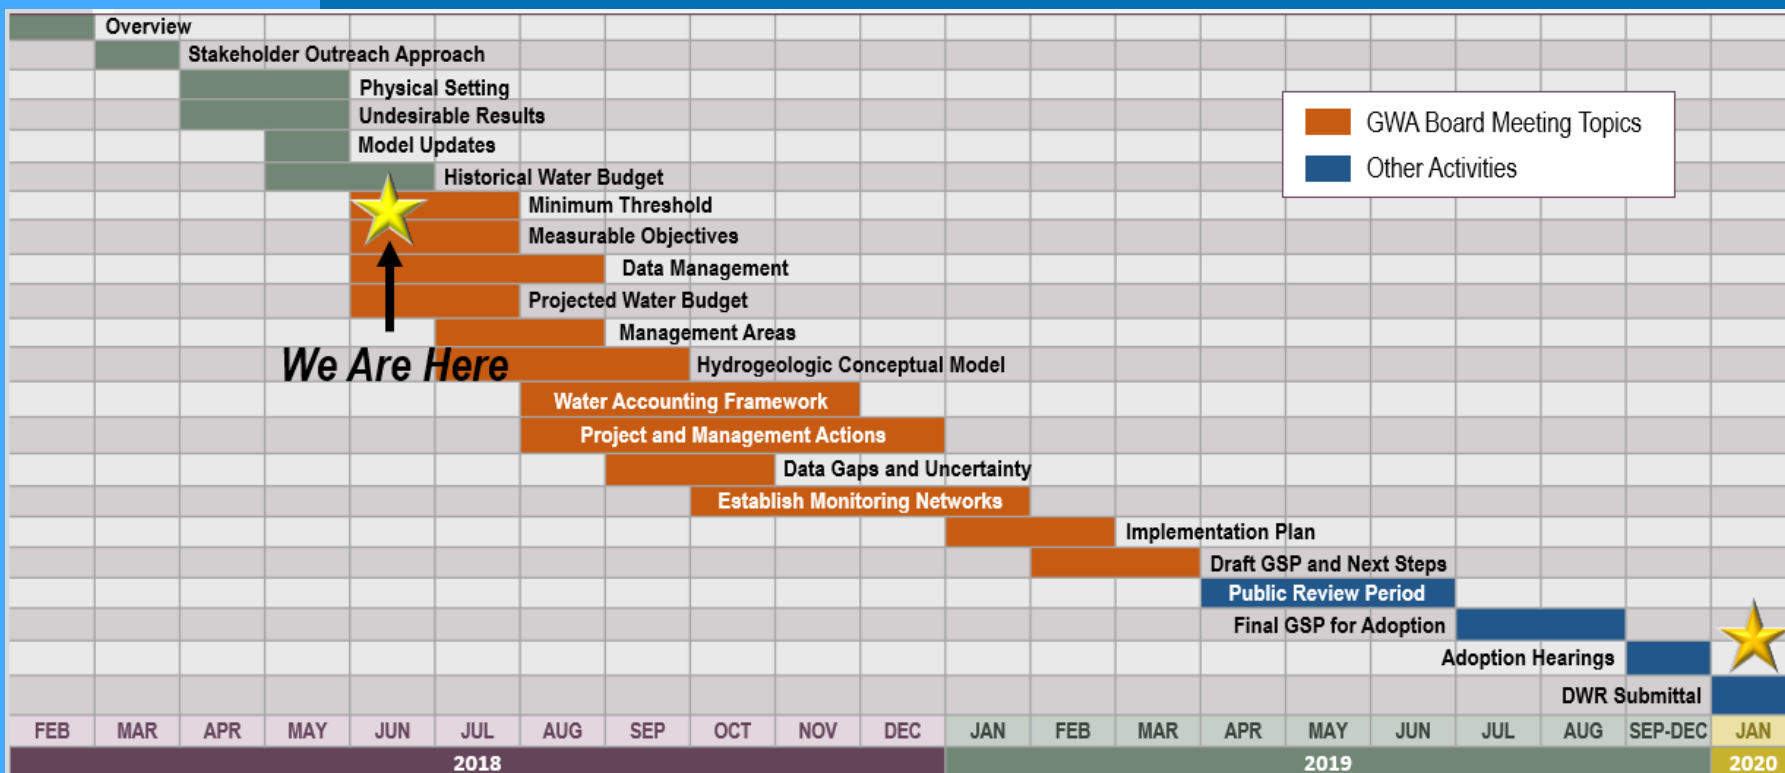 Overview
Stakeholder Outreach Approach
Physical Setting
Undesirable Results
GWA Board Meeting Topics
Model Updates
Other Activities
Historical Water Budget
Minimum Threshold
Measurable Objectives
Data Management
Projected Water Budget
Management Areas
We Are Here
Hydrogeologic Conceptual Model
Water Accounting Framework
Project and Management Actions
Data Gaps and Uncertainty
Establish Monitoring Networks
Implementation Plan
Draft GSP and Next Steps
Public Review Period
Final GSP for Adoption
Adoption Hearings
DWR Submittal
FEB MAR APR MAY JUN JUL AUG SEP OCT NOV DEC JAN FEB MAR APR MAY JUN JUL AUG SEP-DEC JAN
2018 2019 2020